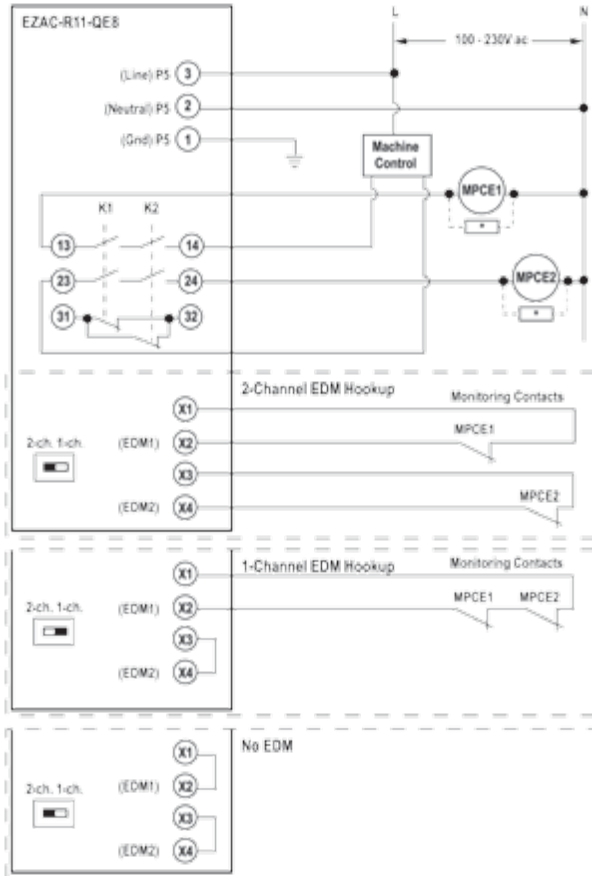 EZAC-R11-QE8
L
N
100 - 230V ac
(Line) P5 3
(Neutral) P5 2
(Gnd) P5 1
Machine
Control
MPCE1
K1 K2
13 14
*
23 24
MPCE2
31 32
*
2-Channel EDM Hookup
Monitoring Contacts
X1
MPCE1
2-ch. 1-ch. (EDM1) X2
X3
MPCE2
(EDM2) X4
1-Channel EDM Hookup
Monitoring Contacts
X1
MPCE1 MPCE2
2-ch. 1-ch. (EDM1) X2
X3
(EDM2) X4
No EDM
X1
2-ch. 1-ch. (EDM1) X2
X3
(EDM2) X4